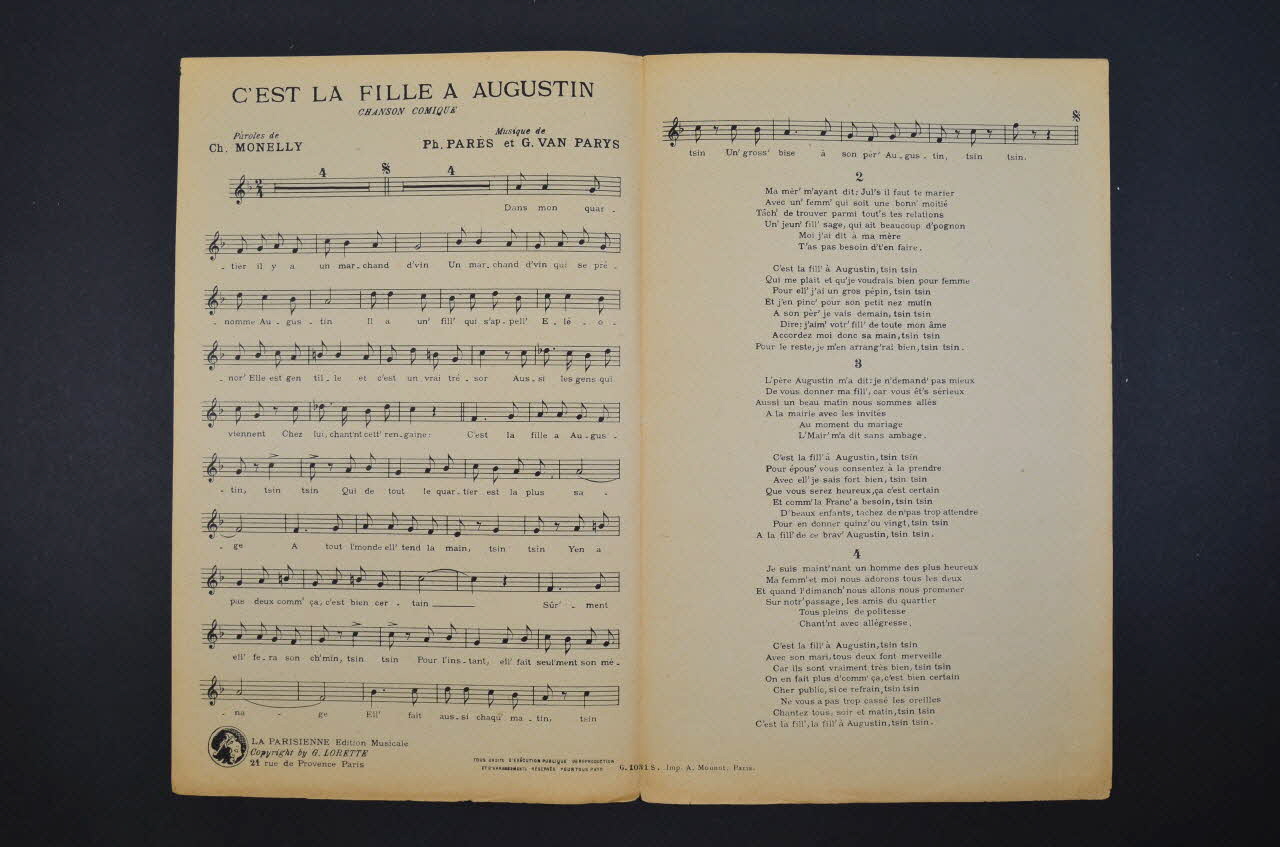 C'EST LA FILLE A AUGUSTIN
CHANSON COMIQUE
Paroles de
Ch. MONELLY
Musique de
Ph. PARÈS et G. VAN PARYS
4 4
Dans mon quar -
- tier il y a un mar - chand d'vin Un mar - chand d'vin qui se pré -
- nomme Au - gus - tin Il a un' fill' qui s'ap - pell' E - lé - o -
- nor' Elle est gen til - le et c'est un vrai tré - sor Aus - si les gens qui
viennent Chez lui, chant'nt cett' ren - gaine: C'est la fille a Au - gus -
- tin, tsin tsin Qui de tout le quar - tier est la plus sa -
- ge A tout l'monde ell' tend la main, tsin tsin Yen a
pas deux comm' ça, c'est bien cer - tain Sûr' - ment
ell' fe - ra son ch'min, tsin tsin Pour l'ins - tant, ell' fait seul'ment son mé -
- na - ge Ell' fait aus - si chaqu' ma - tin, tsin
LA PARISIENNE Edition Musicale
Copyright by G. LORETTE
21 rue de Provence Paris
TOUS DROITS D'EXÉCUTION PUBLIQUE DE REPRODUCTION
ET D'ARRANGEMENTS RÉSERVÉS POUR TOUS PAYS
G. 1031 S. Imp. A. Mounot, Paris.
tsin Un' gross' bise à son pèr' Au - gus - tin, tsin tsin.
2
Ma mèr' m'ayant dit: Jul's il faut te marier
Avec un' femm' qui soit une bonn' moitié
Tâch' de trouver parmi tout's tes relations
Un' jeun' fill' sage, qui ait beaucoup d'pognon
Moi j'ai dit à ma mère
T'as pas besoin d't'en faire.
C'est la fill' à Augustin, tsin tsin
Qui me plait et qu'je voudrais bien pour femme
Pour ell' j'ai un gros pépin, tsin tsin
Et j'en pinc' pour son petit nez mutin
A son pèr' je vais demain, tsin tsin
Dire: j'aim' votr' fill' de toute mon âme
Accordez moi donc sa main, tsin tsin
Pour le reste, je m'en arrang'rai bien, tsin tsin.
3
L'père Augustin m'a dit: je n'demand' pas mieux
De vous donner ma fill', car vous êt's sérieux
Aussi un beau matin nous sommes allés
A la mairie avec les invités
Au moment du mariage
L'Mair' m'a dit sans ambage.
C'est la fill' à Augustin, tsin tsin
Pour épous' vous consentez à la prendre
Avec ell' je sais fort bien, tsin tsin
Que vous serez heureux, ça c'est certain
Et comm' la Franc' a besoin, tsin tsin
D'beaux enfants, tachez de n'pas trop attendre
Pour en donner quinz' ou vingt, tsin tsin
A la fill' de ce brav' Augustin, tsin tsin.
4
Je suis maint'nant un homme des plus heureux
Ma femm' et moi nous adorons tous les deux
Et quand l'dimanch' nous allons nous promener
Sur notr' passage, les amis du quartier
Tous pleins de politesse
Chant'nt avec allégresse.
C'est la fill' à Augustin, tsin tsin
Avec son mari, tous deux font merveille
Car ils sont vraiment très bien, tsin tsin
On en fait plus d'comm' ça, c'est bien certain
Cher public, si ce refrain, tsin tsin
Ne vous a pas trop cassé les oreilles
Chantez tous, soir et matin, tsin tsin
C'est la fill', la fill' à Augustin, tsin tsin.